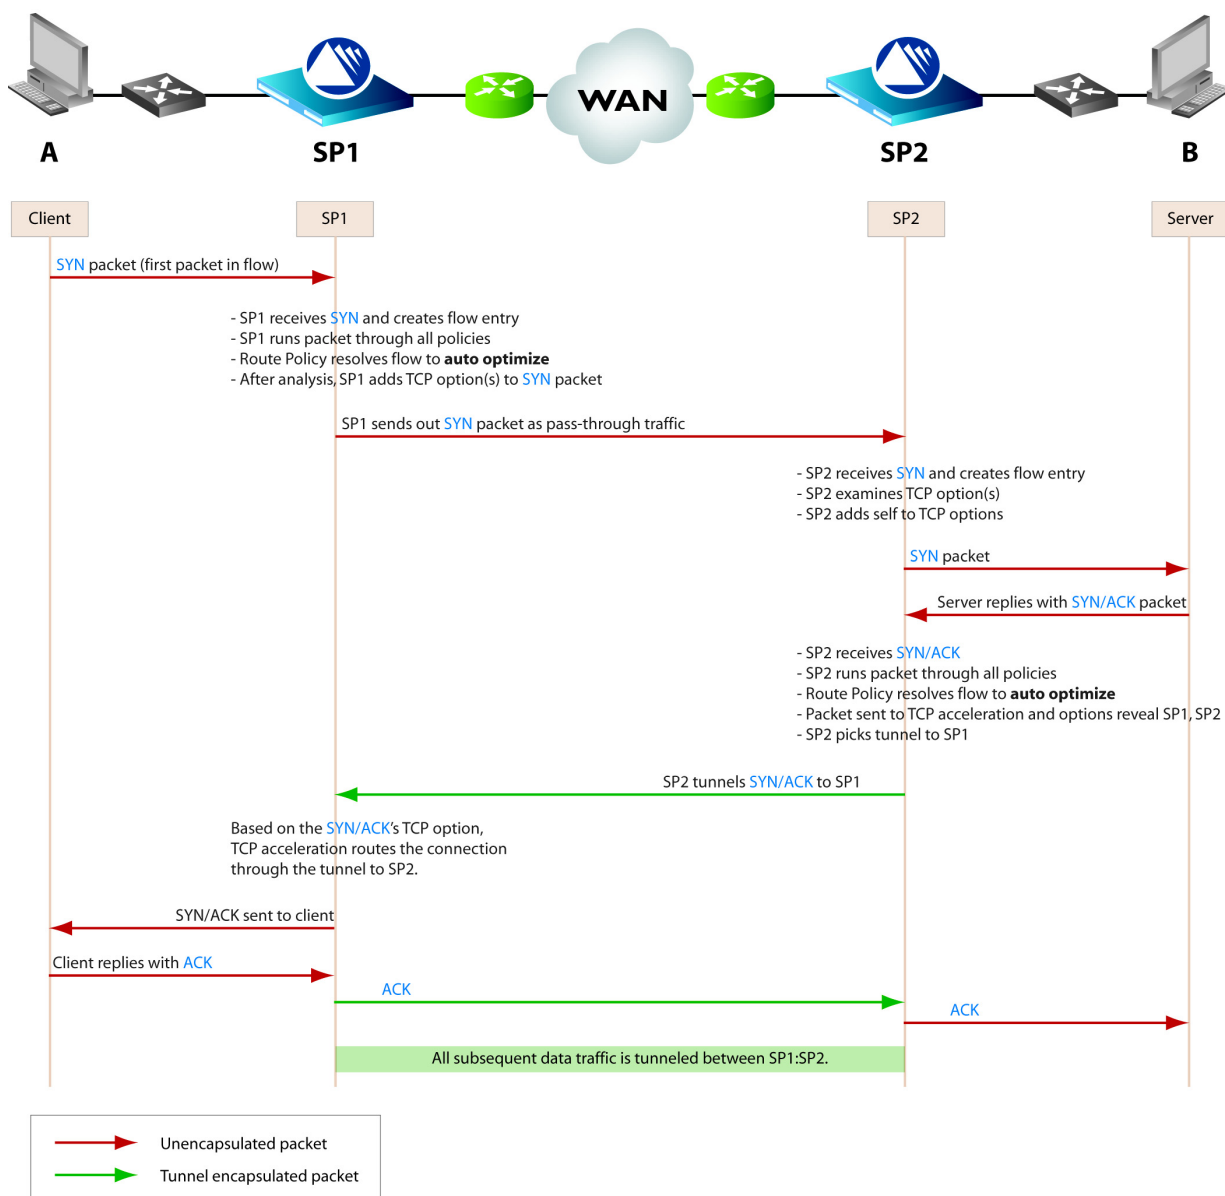 WAN
A
SP1
SP2
B
Client
SP1
SP2
Server
SYN packet (first packet in flow)
- SP1 receives SYN and creates flow entry
- SP1 runs packet through all policies
- Route Policy resolves flow to auto optimize
- After analysis, SP1 adds TCP option(s) to SYN packet
SP1 sends out SYN packet as pass-through traffic
- SP2 receives SYN and creates flow entry
- SP2 examines TCP option(s)
- SP2 adds self to TCP options
SYN packet
Server replies with SYN/ACK packet
- SP2 receives SYN/ACK
- SP2 runs packet through all policies
- Route Policy resolves flow to auto optimize
- Packet sent to TCP acceleration and options reveal SP1, SP2
- SP2 picks tunnel to SP1
SP2 tunnels SYN/ACK to SP1
Based on the SYN/ACK's TCP option,
TCP acceleration routes the connection
through the tunnel to SP2.
SYN/ACK sent to client
Client replies with ACK
ACK
ACK
All subsequent data traffic is tunneled between SP1:SP2.
Unencapsulated packet
Tunnel encapsulated packet